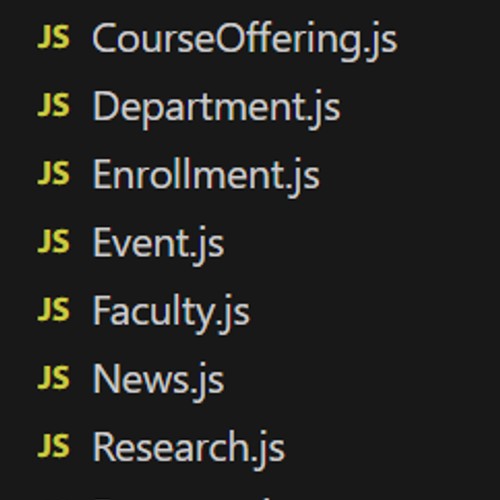 JS CourseOffering.js
JS Department.js
JS Enrollment.js
JS Event.js
JS Faculty.js
JS News.js
JS Research.js